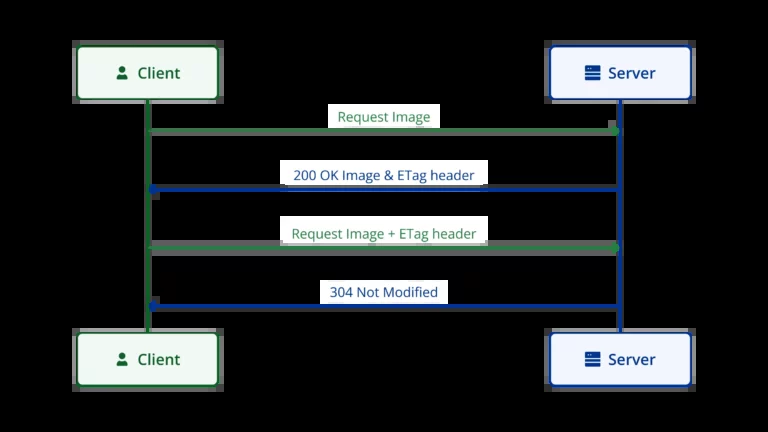 Client
Server
Request Image
200 OK Image & ETag header
Request Image + ETag header
304 Not Modified
Client
Server